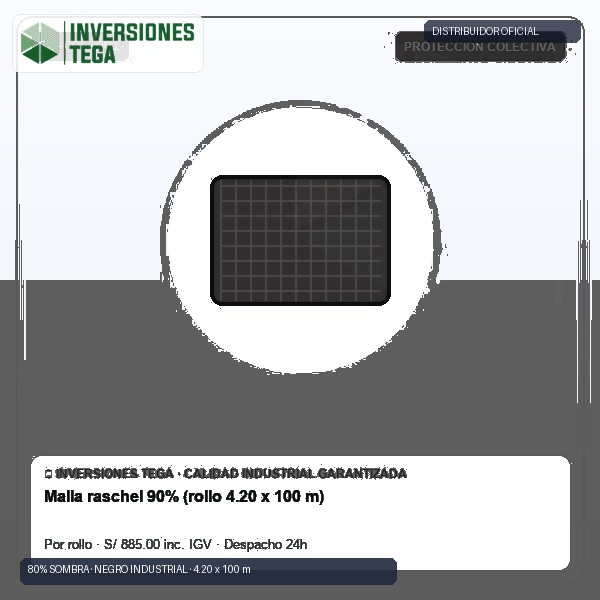 INVERSIONES
TEGA
DISTRIBUIDOR OFICIAL
PROTECCIÓN COLECTIVA
INVERSIONES TEGA · CALIDAD INDUSTRIAL GARANTIZADA
Malla raschel 90% (rollo 4.20 x 100 m)
Por rollo · S/ 885.00 inc. IGV · Despacho 24h
80% SOMBRA · NEGRO INDUSTRIAL · 4.20 x 100 m